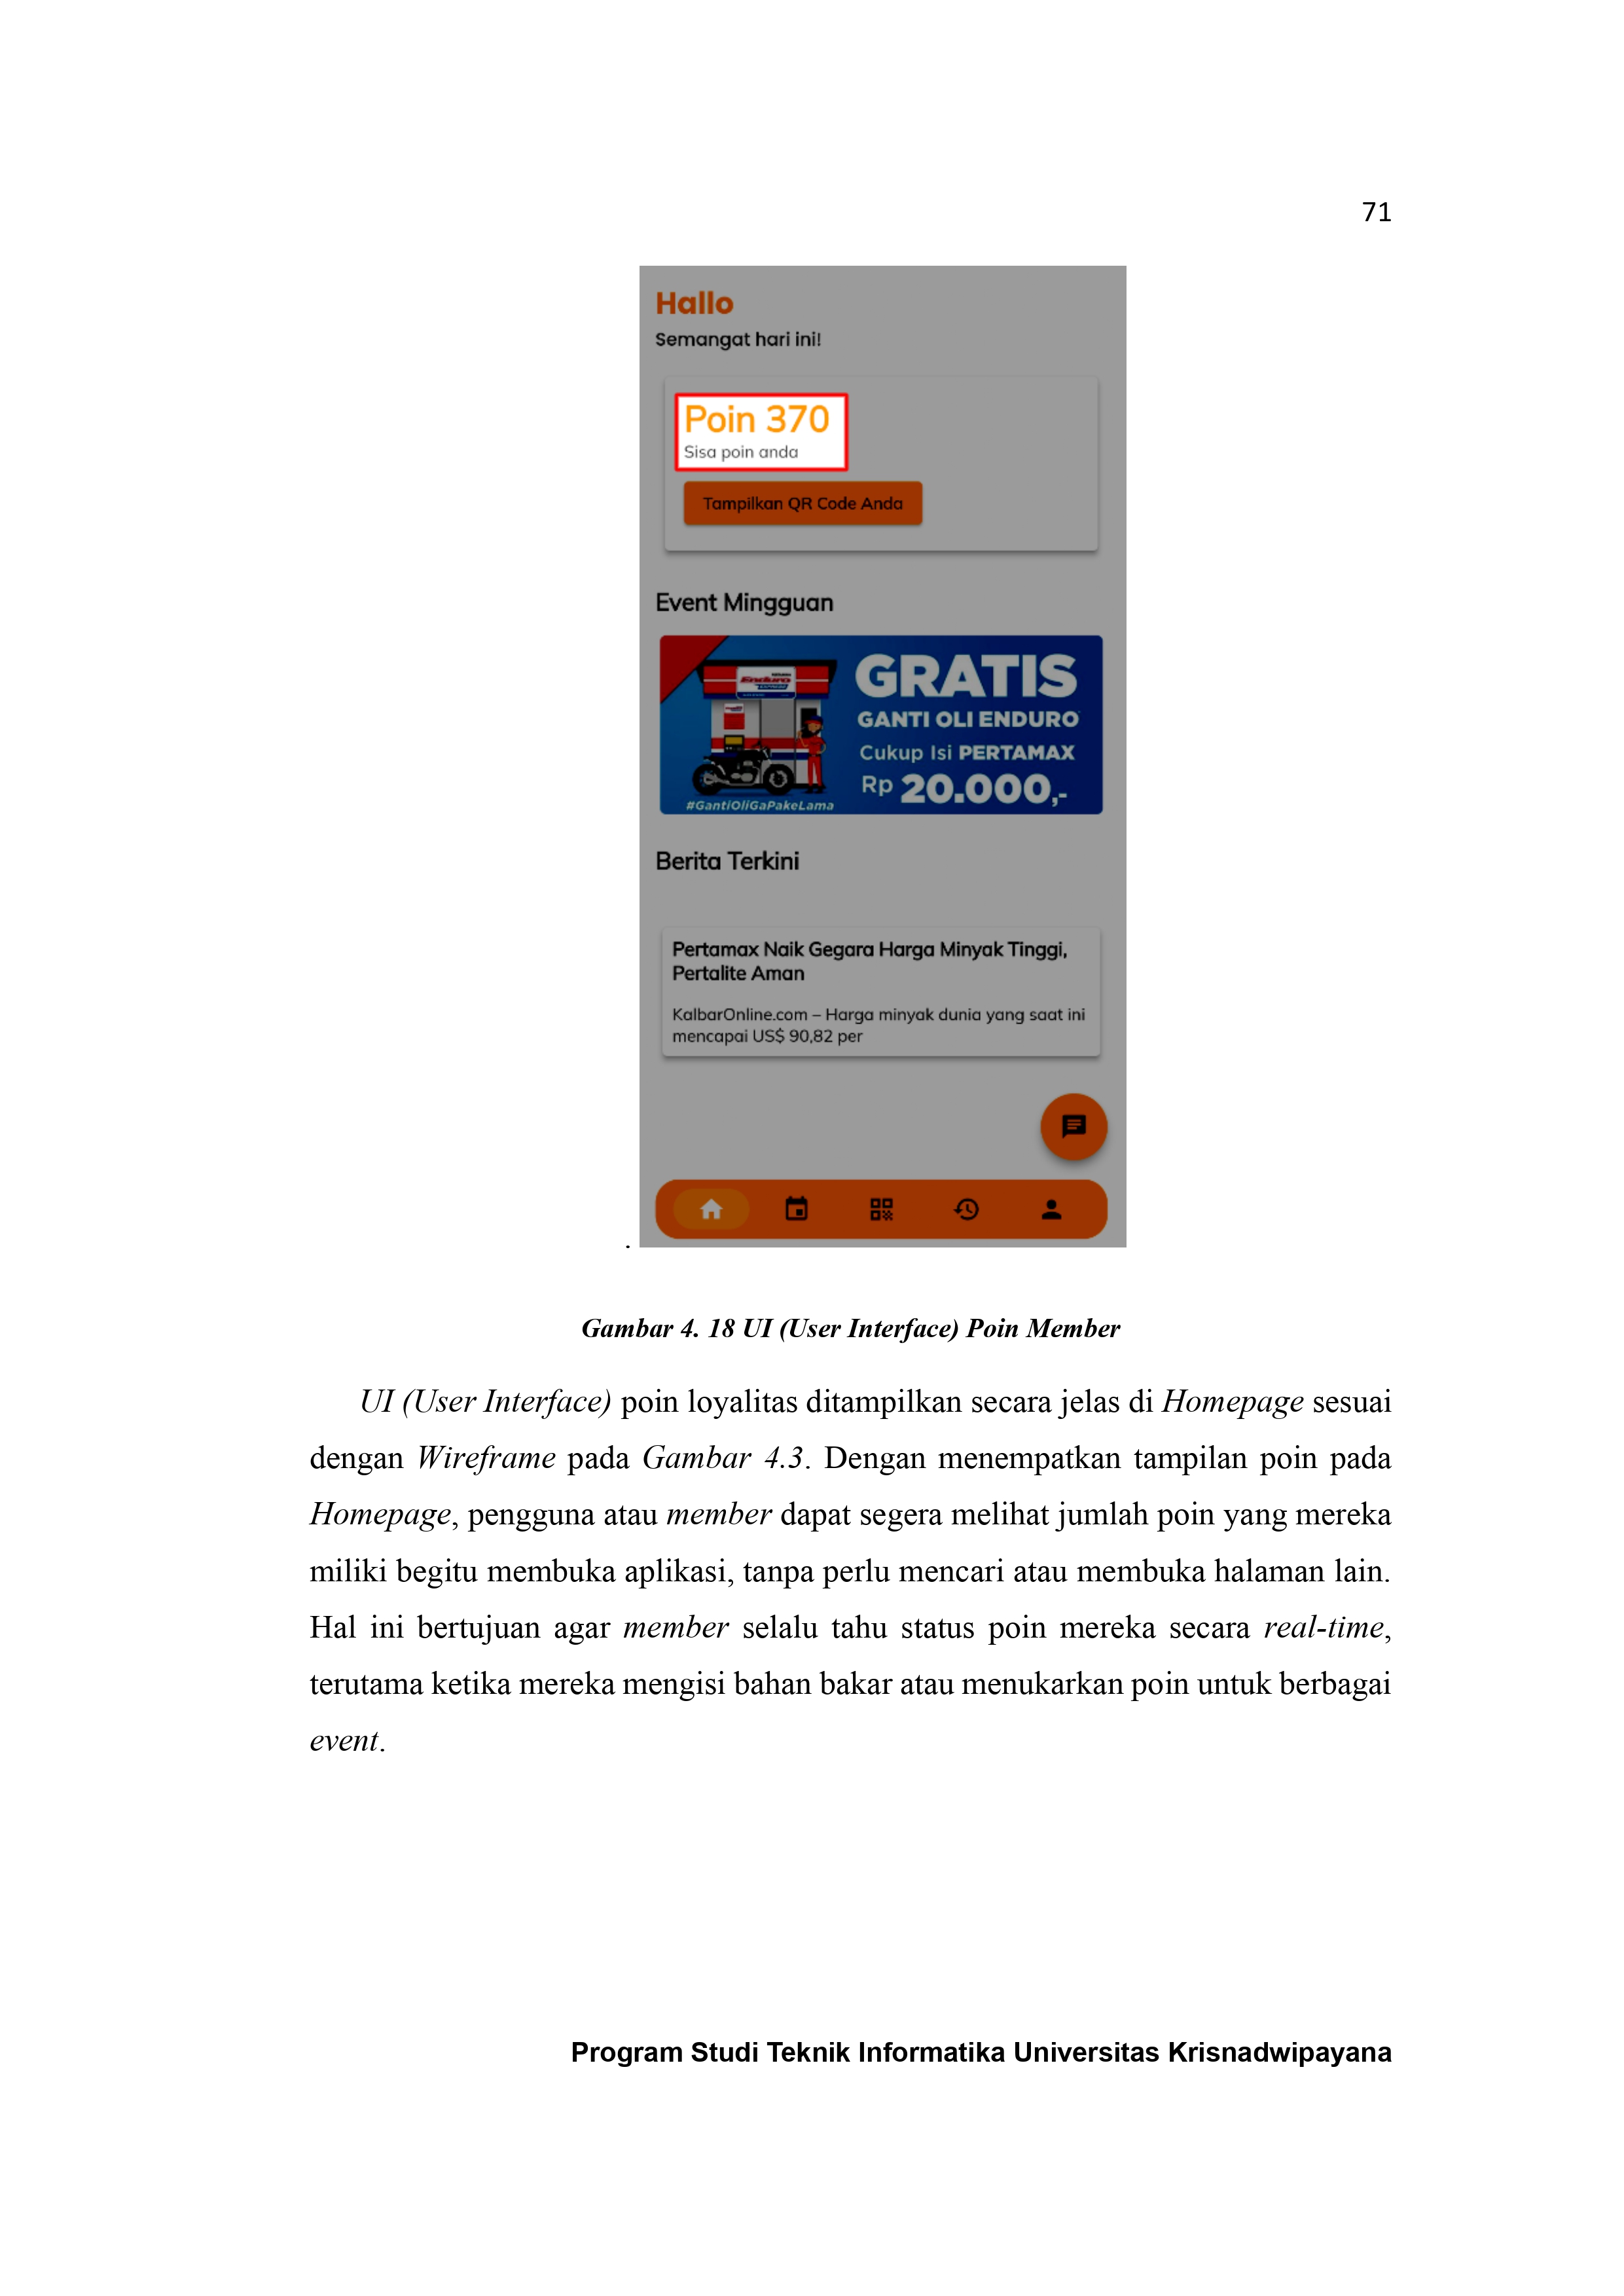 71
Hallo
Semangat hari ini!
Poin 370
Sisa poin anda
Tampilkan QR Code Anda
Event Mingguan
Enduro
GRATIS
GANTI OLI ENDURO
Cukup Isi PERTAMAX
Rp 20.000,-
#GantiOliGaPakeLama
Berita Terkini
Pertamax Naik Gegara Harga Minyak Tinggi,
Pertalite Aman
KalbarOnline.com – Harga minyak dunia yang saat ini
mencapai US$ 90,82 per
.
Gambar 4. 18 UI (User Interface) Poin Member
UI (User Interface) poin loyalitas ditampilkan secara jelas di Homepage sesuai
dengan Wireframe pada Gambar 4.3. Dengan menempatkan tampilan poin pada
Homepage, pengguna atau member dapat segera melihat jumlah poin yang mereka
miliki begitu membuka aplikasi, tanpa perlu mencari atau membuka halaman lain.
Hal ini bertujuan agar member selalu tahu status poin mereka secara real-time,
terutama ketika mereka mengisi bahan bakar atau menukarkan poin untuk berbagai
event.
Program Studi Teknik Informatika Universitas Krisnadwipayana